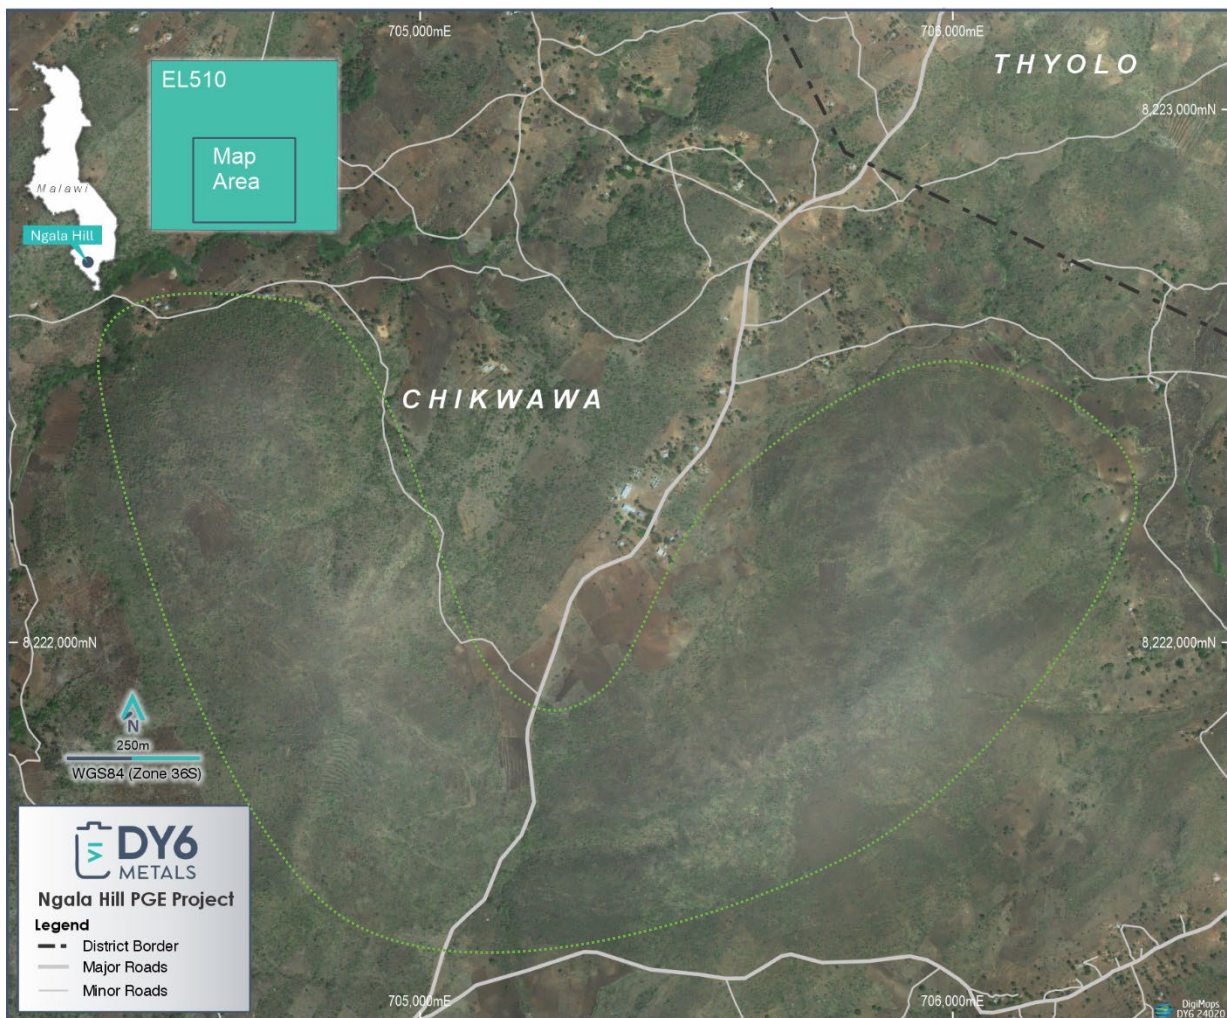 705,000mE
706,000mE
THYOLO
EL510
8,223,000mN
Map
Area
Malawi
Ngala Hill
CHIKWAWA
8,222,000mN
8,222,000mN
N
250m
WGS84 (Zone 36S)
DY6
METALS
Ngala Hill PGE Project
Legend
District Border
Major Roads
Minor Roads
705,000mE
706,000mE
DigiMaps
DY6 24020